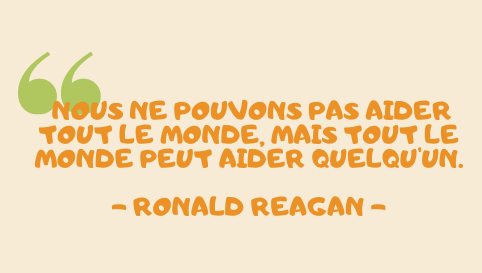 NOUS NE POUVONS PAS AIDER
TOUT LE MONDE, MAIS TOUT LE
MONDE PEUT AIDER QUELQU'UN.
– RONALD REAGAN –